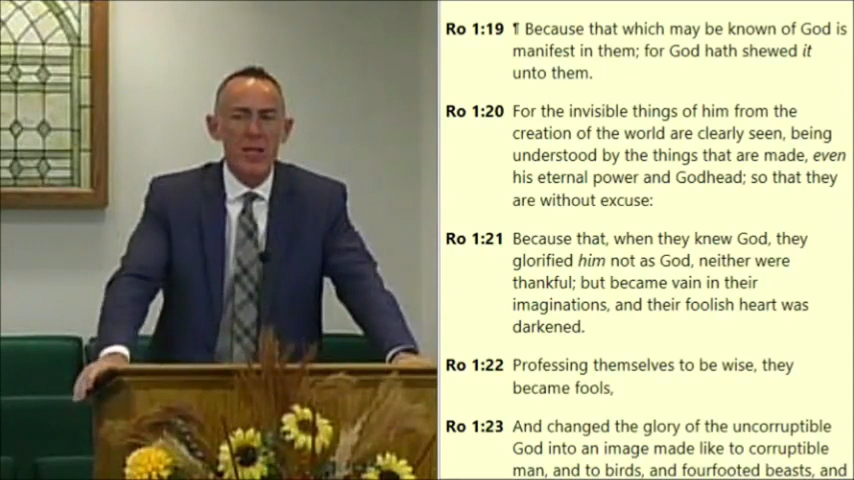 Ro 1:19 ¶ Because that which may be known of God is
manifest in them; for God hath shewed it
unto them.
Ro 1:20 For the invisible things of him from the
creation of the world are clearly seen, being
understood by the things that are made, even
his eternal power and Godhead; so that they
are without excuse:
Ro 1:21 Because that, when they knew God, they
glorified him not as God, neither were
thankful; but became vain in their
imaginations, and their foolish heart was
darkened.
Ro 1:22 Professing themselves to be wise, they
became fools,
Ro 1:23 And changed the glory of the uncorruptible
God into an image made like to corruptible
man, and to birds, and fourfooted beasts, and